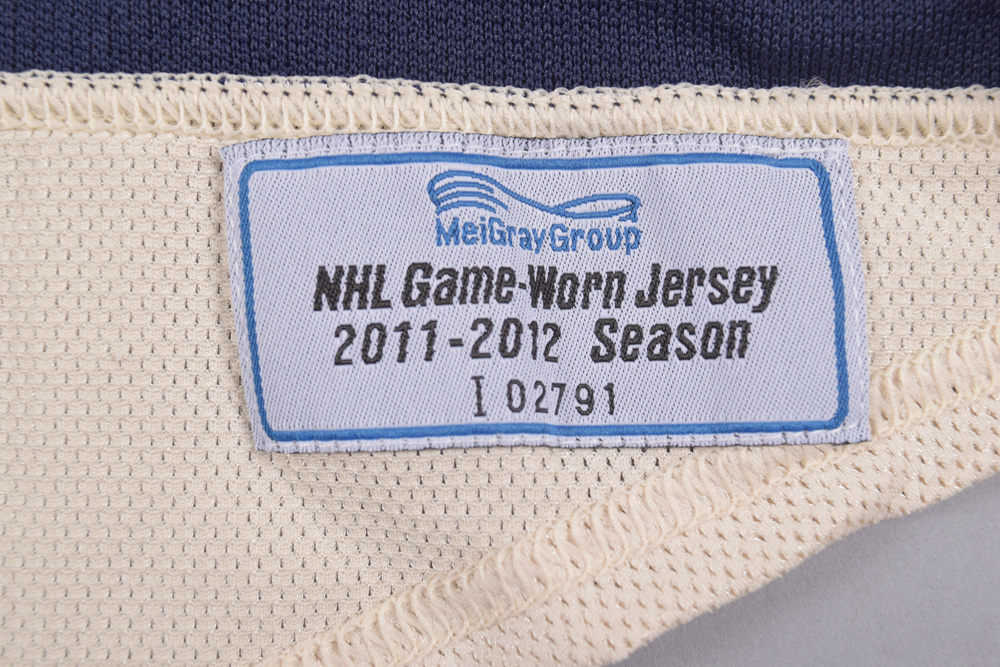 MeiGrayGroup
NHL Game-Worn Jersey
2011-2012 Season
I 02791